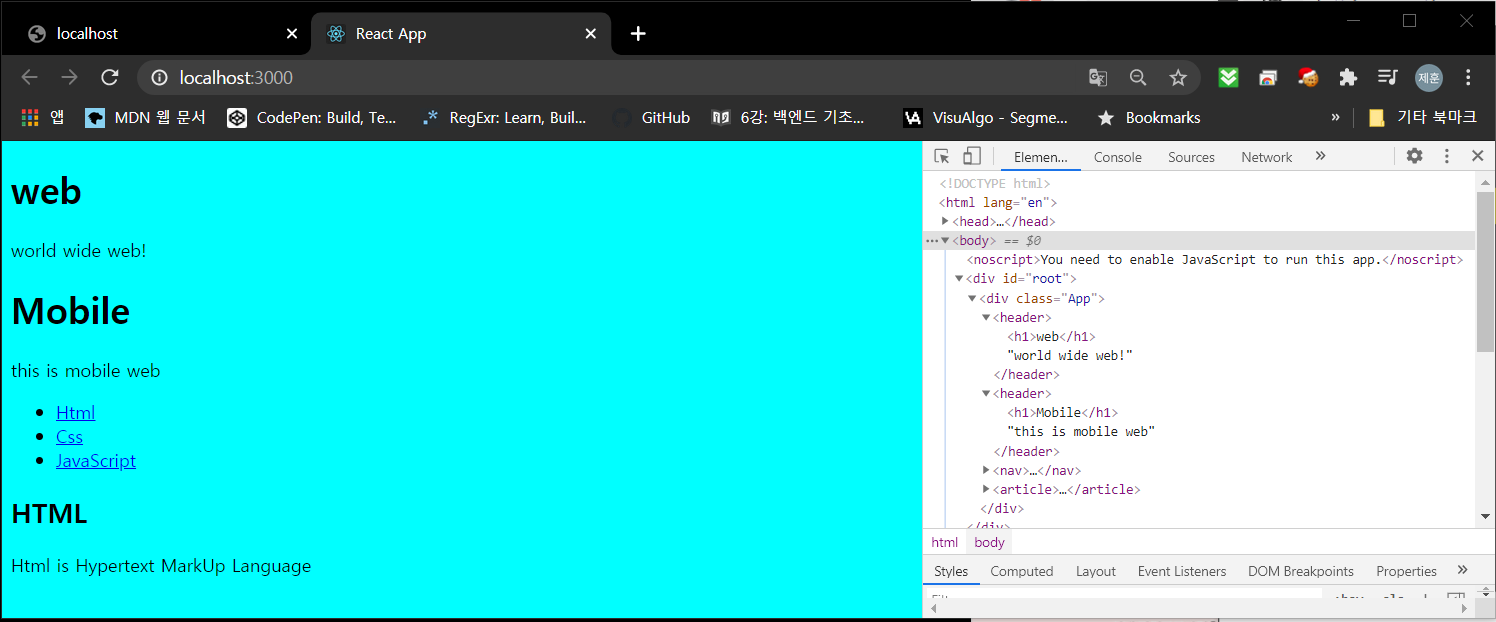 localhost
React App
localhost:3000
제훈
앱
MDN 웹 문서
CodePen: Build, Te...
RegExr: Learn, Buil...
GitHub
6강: 백엔드 기초...
VisuAlgo - Segme...
Bookmarks
»
기타 북마크
web
world wide web!
Mobile
this is mobile web
Html
Css
JavaScript
HTML
Html is Hypertext MarkUp Language
Elemen... Console Sources Network »
<!DOCTYPE html>
<html lang="en">
<head>…</head>
<body> == $0
<noscript>You need to enable JavaScript to run this app.</noscript>
<div id="root">
<div class="App">
<header>
<h1>web</h1>
"world wide web!"
</header>
<header>
<h1>Mobile</h1>
"this is mobile web"
</header>
<nav>…</nav>
<article>…</article>
</div>
</div>
html body
Styles Computed Layout Event Listeners DOM Breakpoints Properties »